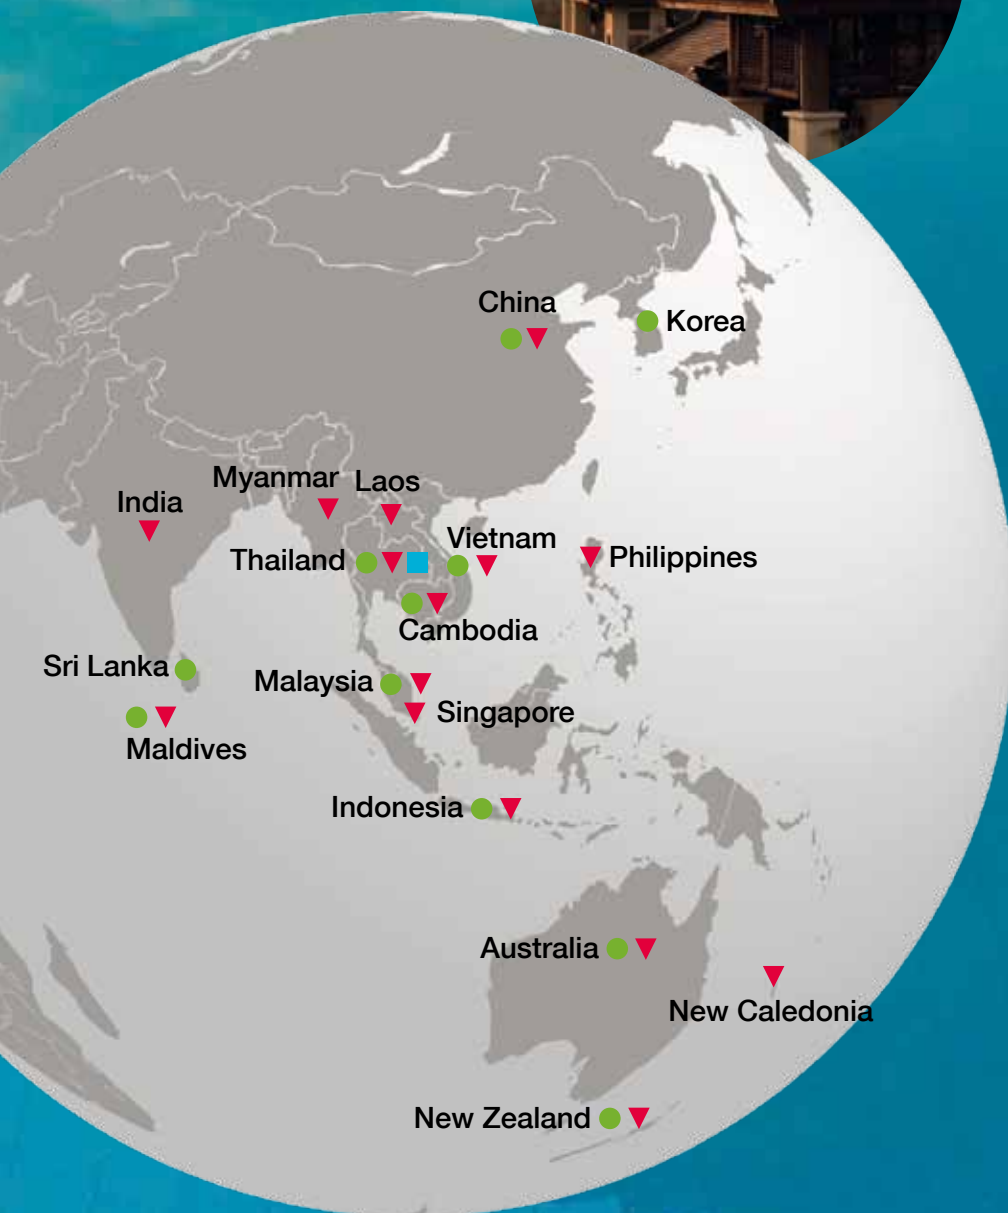 China
Korea
Myanmar
Laos
India
Vietnam
Thailand
Philippines
Cambodia
Sri Lanka
Malaysia
Singapore
Maldives
Indonesia
Australia
New Caledonia
New Zealand